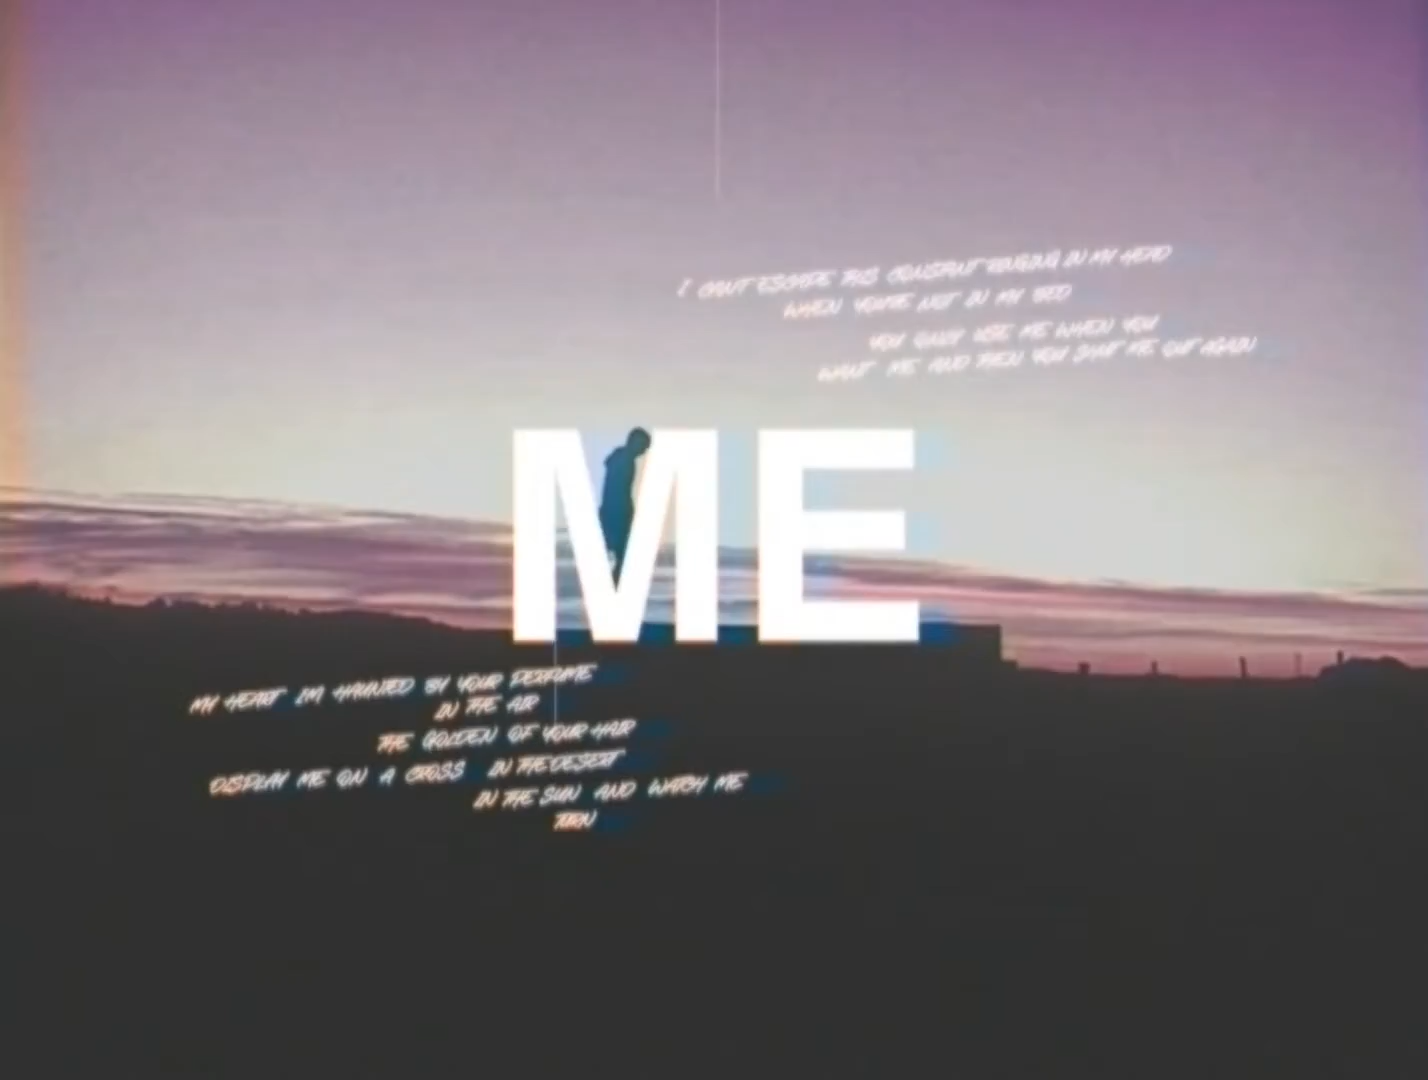 I CAN'T ESCAPE THIS CONSTANT RINGING IN MY HEAD
WHEN YOU'RE NOT IN MY BED
YOU ONLY USE ME WHEN YOU
WANT ME AND THEN YOU SHUT ME OUT AGAIN
ME
MY HEART I'M HAUNTED BY YOUR PERFUME
IN THE AIR
THE GOLDEN OF YOUR HAIR
DISPLAY ME ON A CROSS IN THE DESERT
IN THE SUN AND WATCH ME
TURN